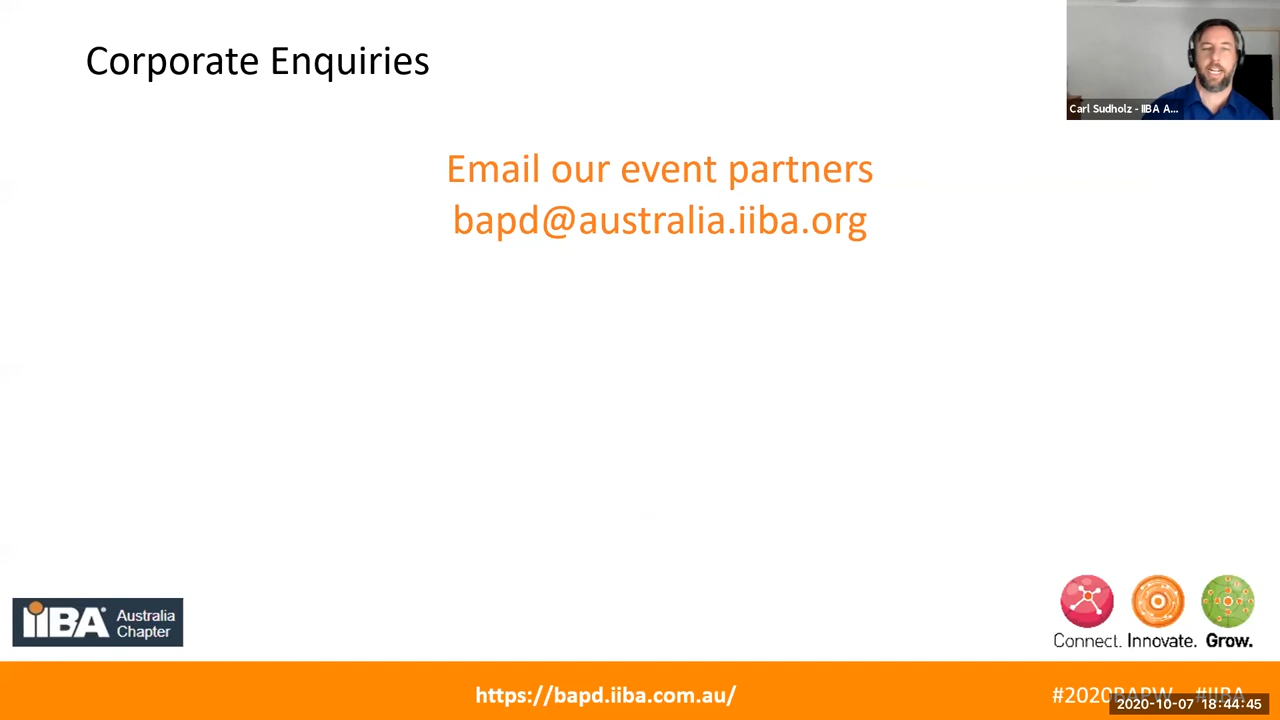 Corporate Enquiries
Carl Sudholz - IIBA A...
Email our event partners
bapd@australia.iiba.org
iiBA Australia
Chapter
Connect. Innovate. Grow.
https://bapd.iiba.com.au/
#IIBA
2020-10-07 18:44:45